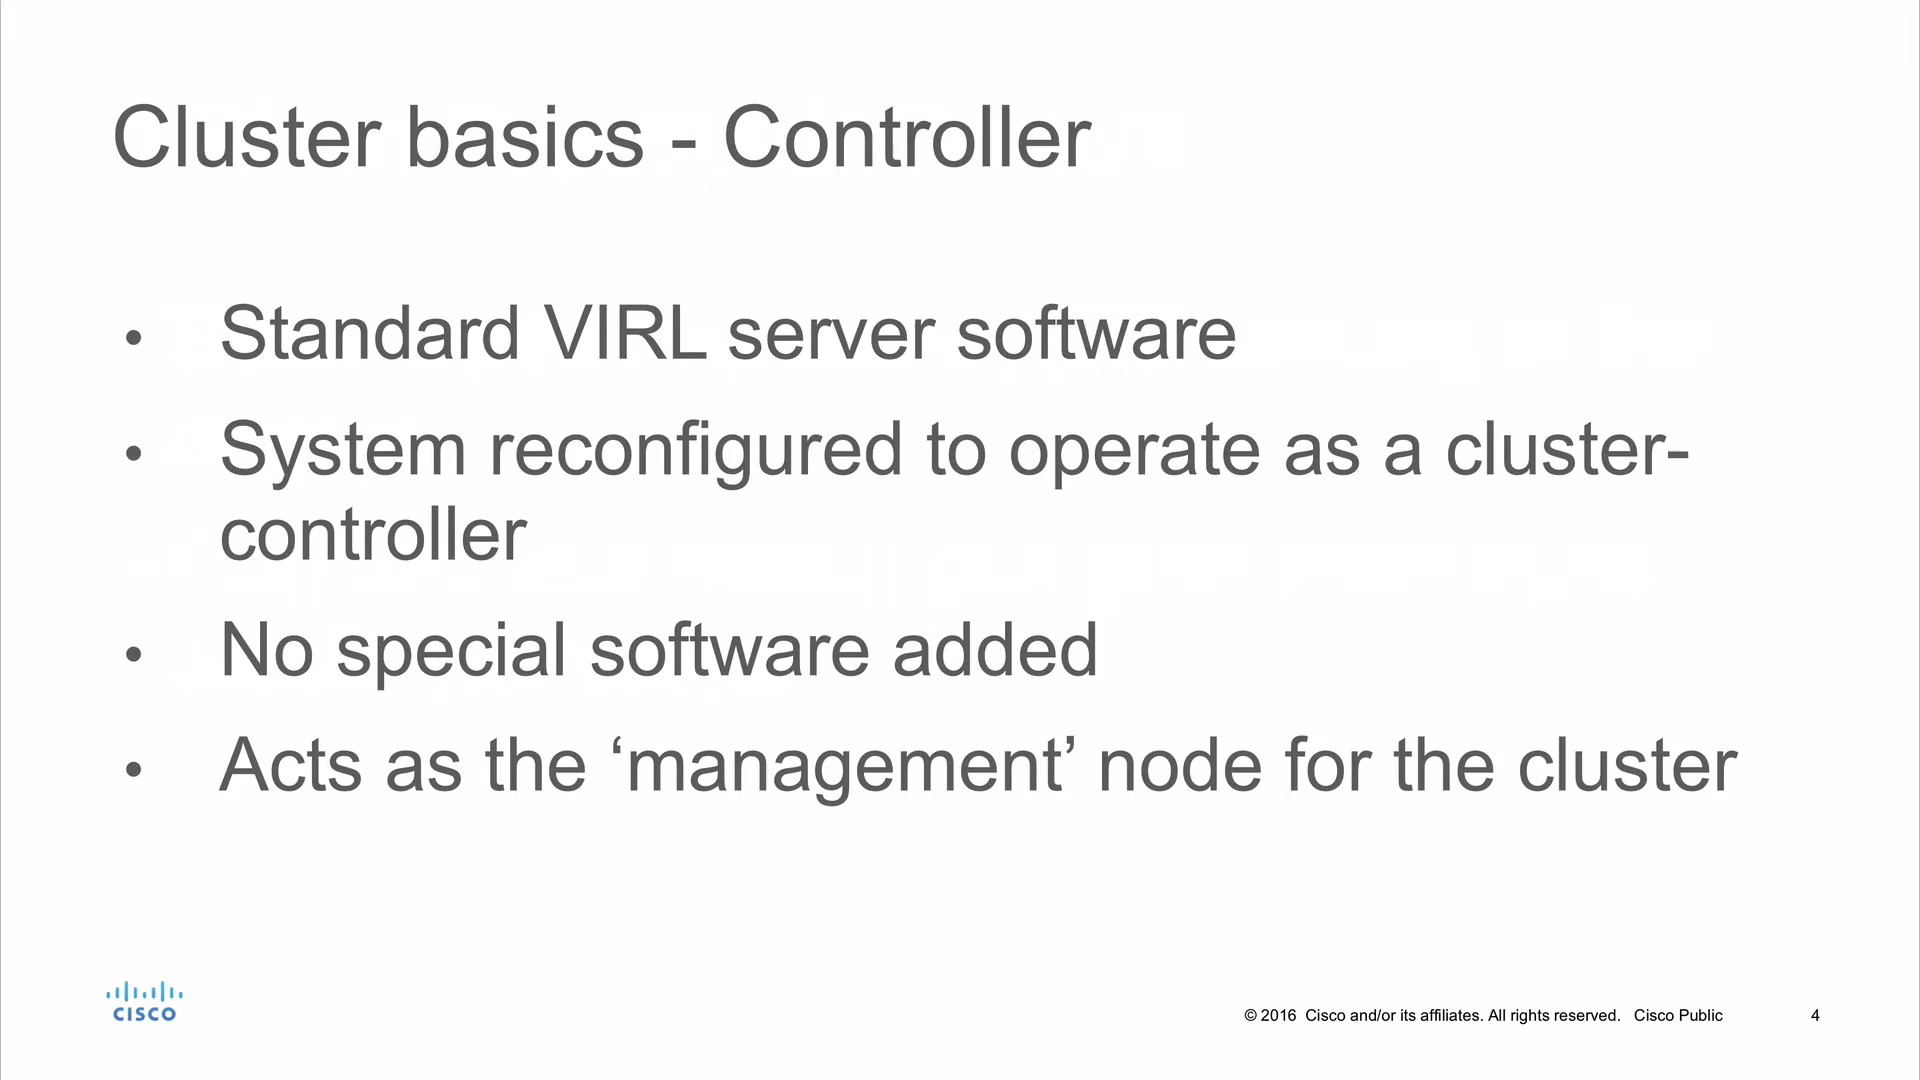 Cluster basics - Controller
• Standard VIRL server software
• System reconfigured to operate as a cluster-
controller
• No special software added
• Acts as the ‘management’ node for the cluster
CISCO
© 2016 Cisco and/or its affiliates. All rights reserved. Cisco Public 4